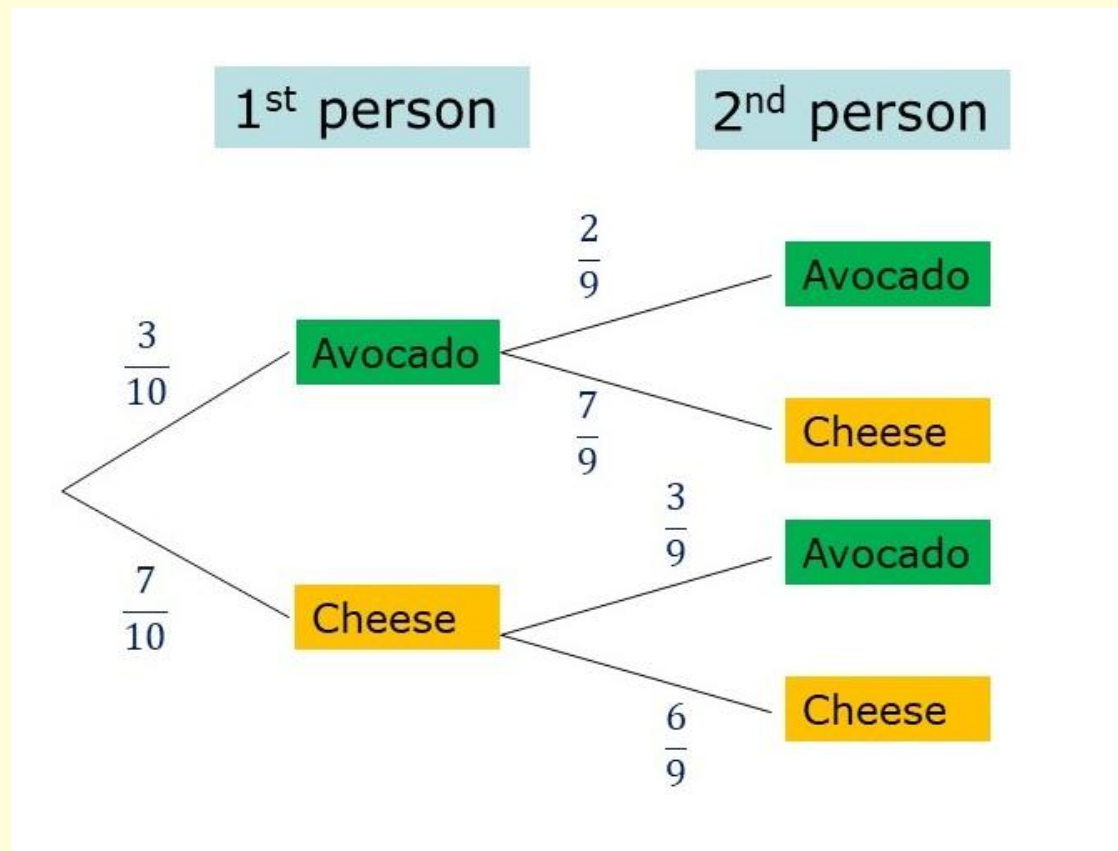 1st person
2nd person
2/9
Avocado
3/10
Avocado
7/9
Cheese
3/9
Avocado
7/10
Cheese
6/9
Cheese